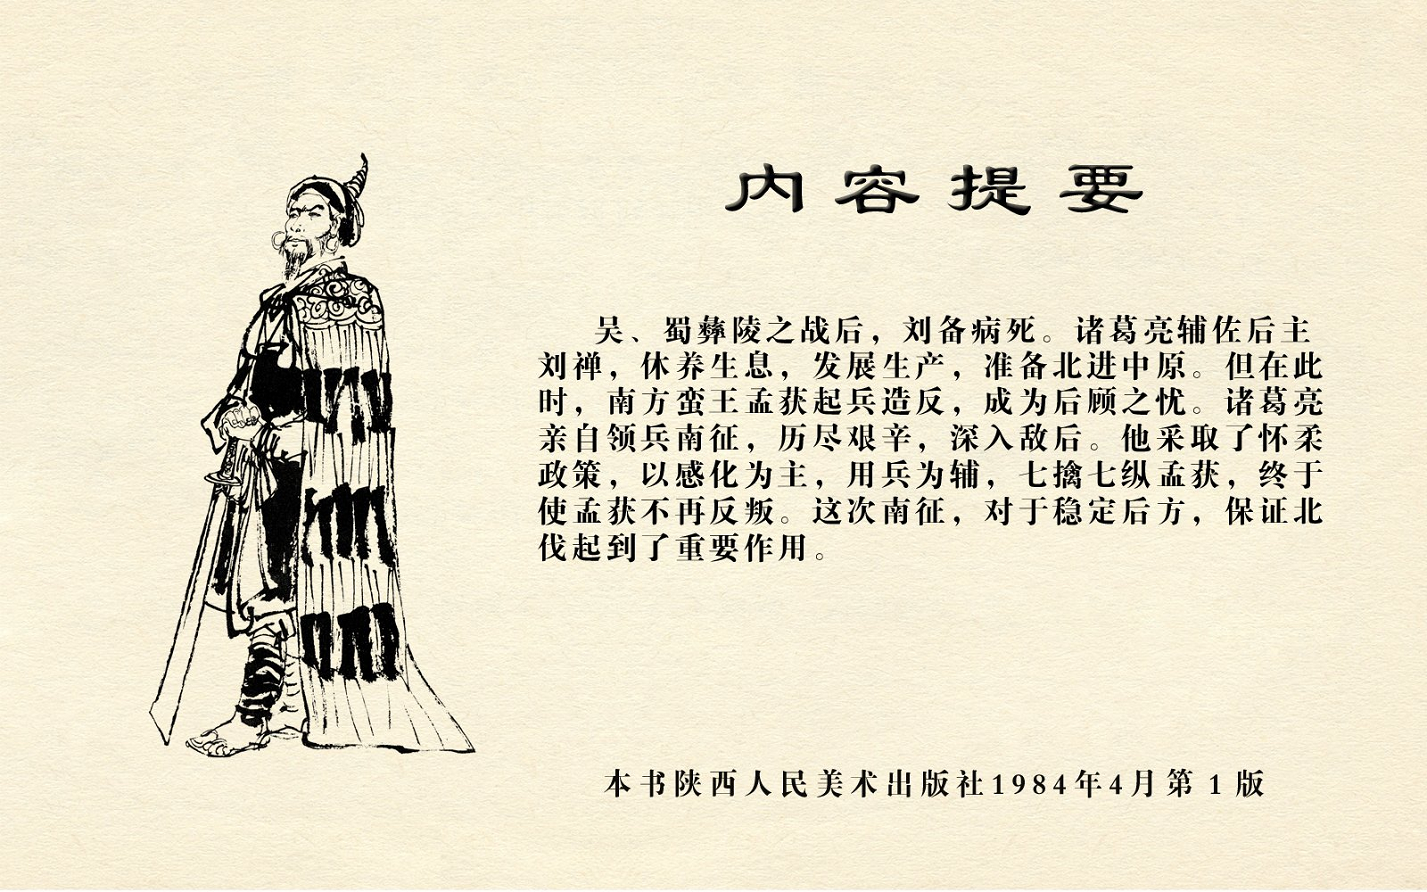 内容提要
吴、蜀彝陵之战后，刘备病死。诸葛亮辅佐后主
刘禅，休养生息，发展生产，准备北进中原。但在此
时，南方蛮王孟获起兵造反，成为后顾之忧。诸葛亮
亲自领兵南征，历尽艰辛，深入敌后。他采取了怀柔
政策，以感化为主，用兵为辅，七擒七纵孟获，终于
使孟获不再反叛。这次南征，对于稳定后方，保证北
伐起到了重要作用。
本书陕西人民美术出版社1984年4月第1版